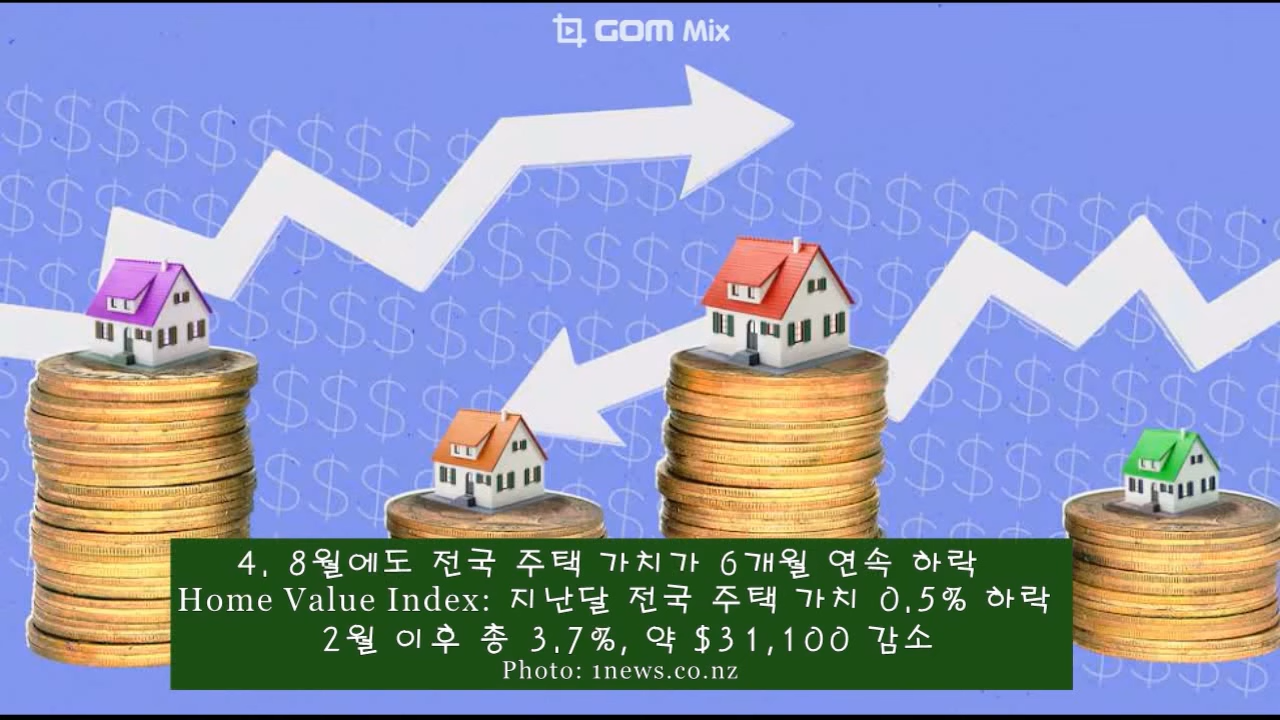 GOM Mix
4. 8월에도 전국 주택 가치가 6개월 연속 하락
Home Value Index: 지난달 전국 주택 가치 0.5% 하락
2월 이후 총 3.7%, 약 $31,100 감소
Photo: 1news.co.nz